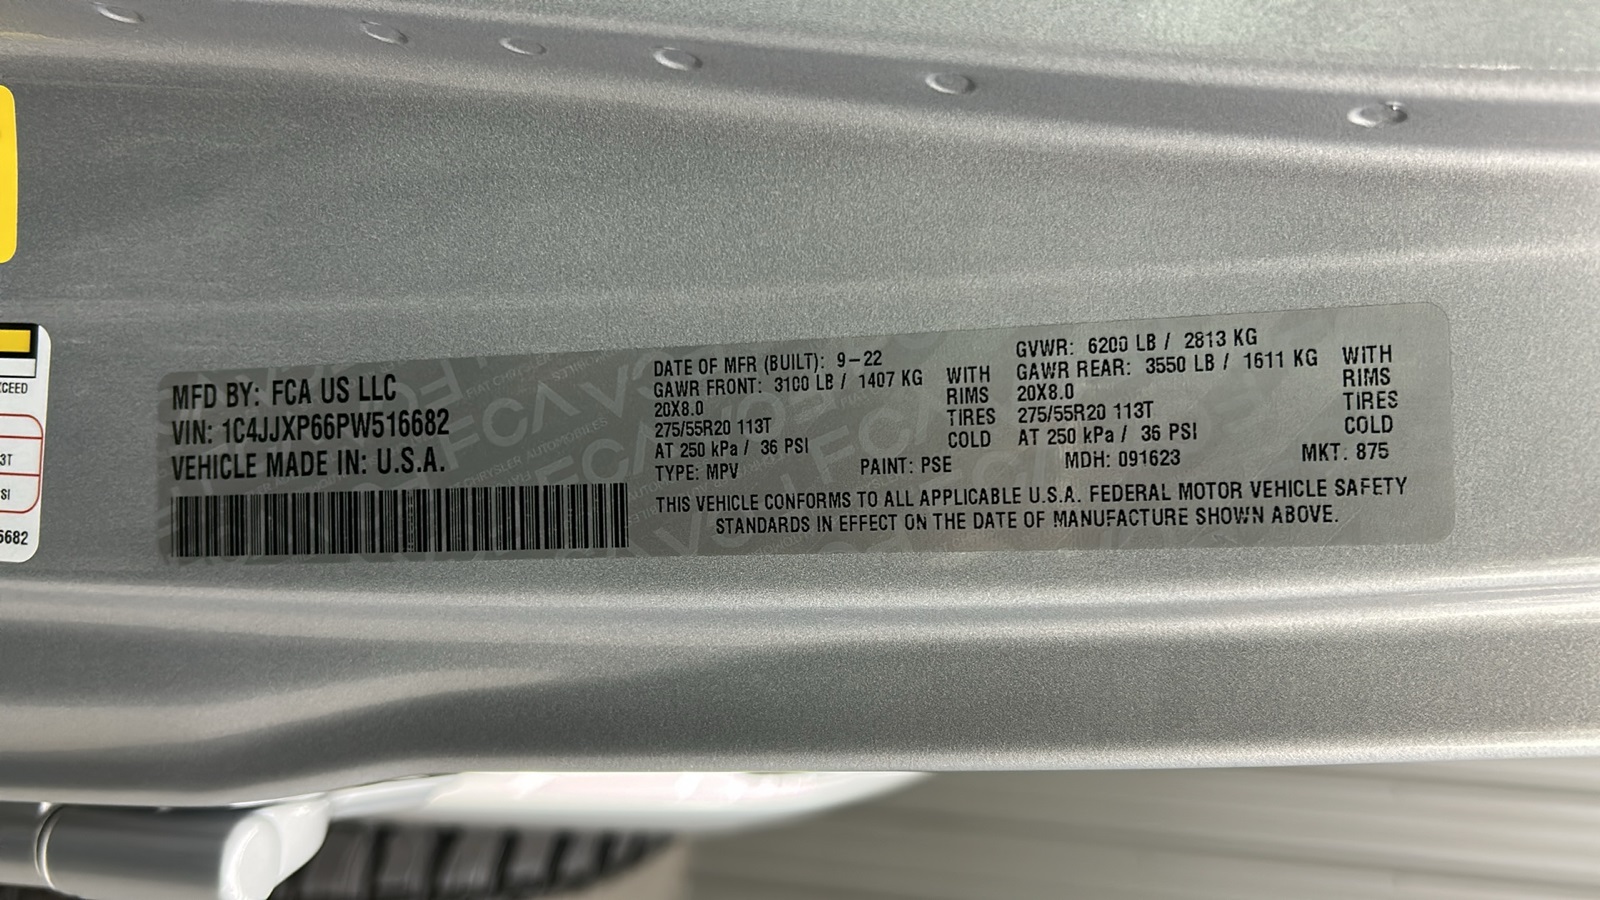 MFD BY: FCA US LLC
VIN: 1C4JJXP66PW516682
VEHICLE MADE IN: U.S.A.
DATE OF MFR (BUILT): 9-22
GAWR FRONT: 3100 LB / 1407 KG WITH
20X8.0 RIMS
275/55R20 113T TIRES
AT 250 kPa / 36 PSI COLD
GVWR: 6200 LB / 2813 KG
GAWR REAR: 3550 LB / 1611 KG WITH
20X8.0 RIMS
275/55R20 113T TIRES
AT 250 kPa / 36 PSI COLD
TYPE: MPV PAINT: PSE MDH: 091623 MKT: 875
THIS VEHICLE CONFORMS TO ALL APPLICABLE U.S.A. FEDERAL MOTOR VEHICLE SAFETY
STANDARDS IN EFFECT ON THE DATE OF MANUFACTURE SHOWN ABOVE.